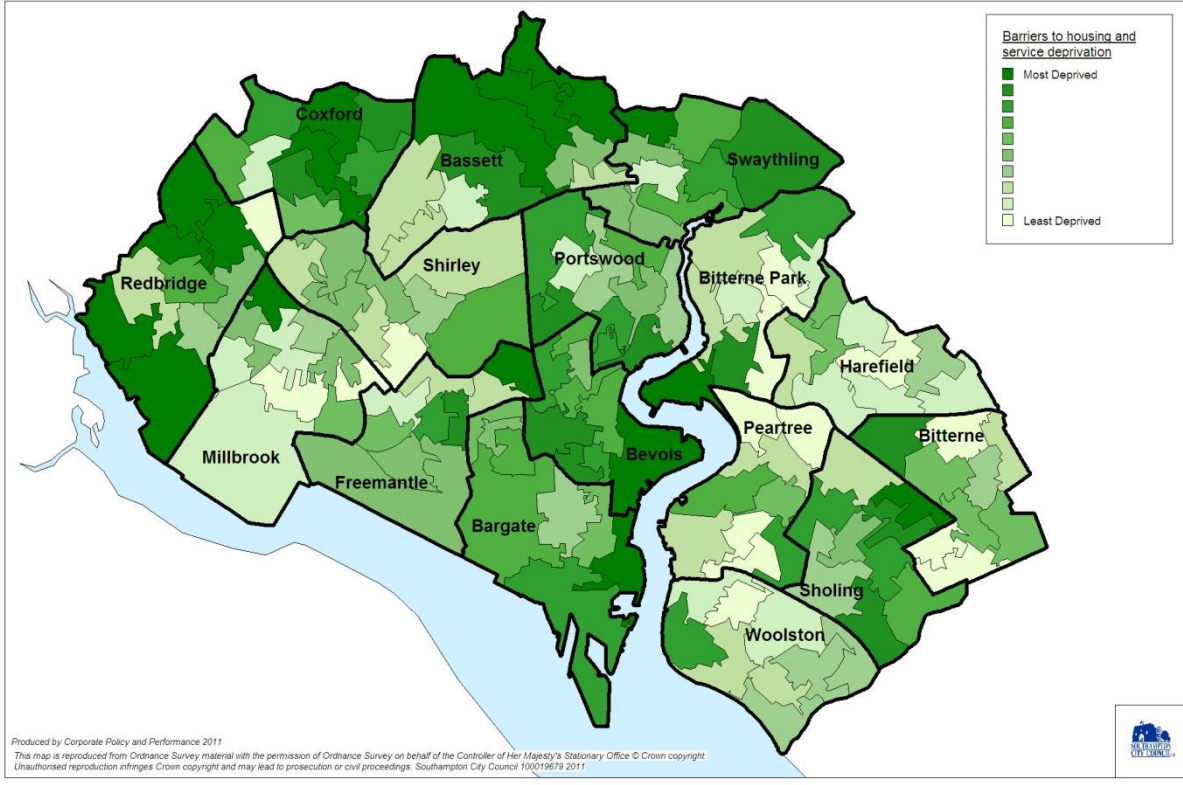 Barriers to housing and
service deprivation
Most Deprived
Least Deprived
Coxford
Bassett
Swaythling
Redbridge
Shirley
Portswood
Bitterne Park
Harefield
Peartree
Bitterne
Millbrook
Freemantle
Bevois
Bargate
Sholing
Woolston
Produced by Corporate Policy and Performance 2011
This map is reproduced from Ordnance Survey material with the permission of Ordnance Survey on behalf of the Controller of Her Majesty's Stationary Office © Crown copyright.
Unauthorised reproduction infringes Crown copyright and may lead to prosecution or civil proceedings. Southampton City Council 100019679 2011
SOUTHAMPTON
CITY COUNCIL